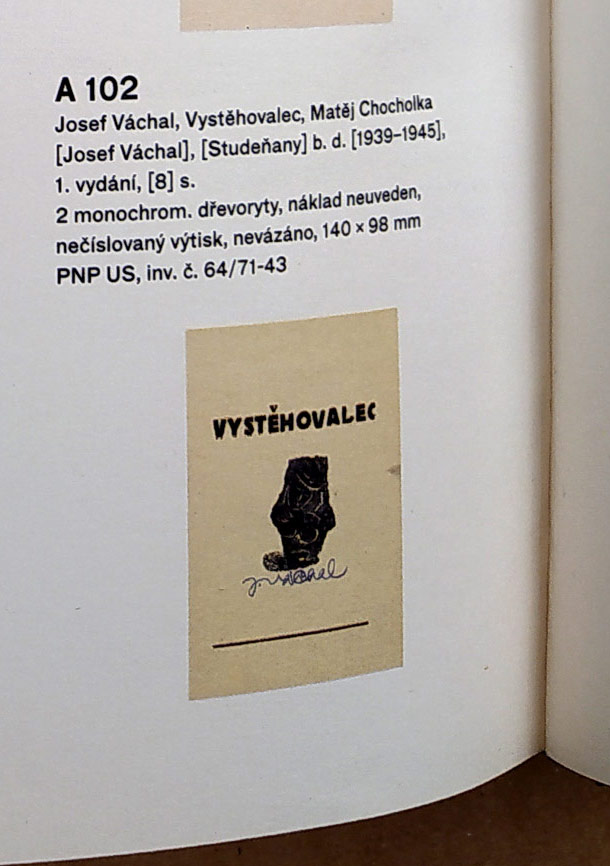 A 102
Josef Váchal, Vystěhovalec, Matěj Chocholka
[Josef Váchal], [Studeňany] b. d. [1939–1945],
1. vydání, [8] s.
2 monochrom. dřevoryty, náklad neuveden,
nečíslovaný výtisk, nevázáno, 140 × 98 mm
PNP US, inv. č. 64/71-43
VYSTĚHOVALEC
J. Váchal